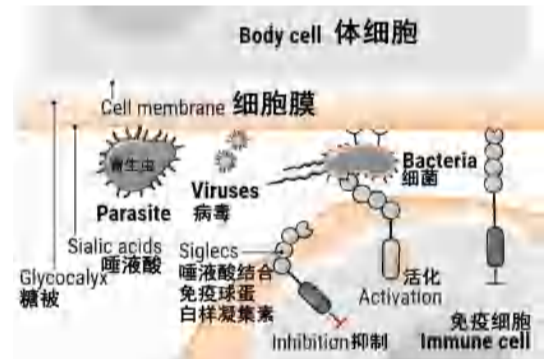 Body cell 体细胞
Cell membrane 细胞膜
寄生虫
Parasite
Viruses
病毒
Bacteria
细菌
Sialic acids
唾液酸
Glycocalyx
糖被
Siglecs
唾液酸结合
免疫球蛋
白样凝集素
活化
Activation
Inhibition抑制
免疫细胞
Immune cell